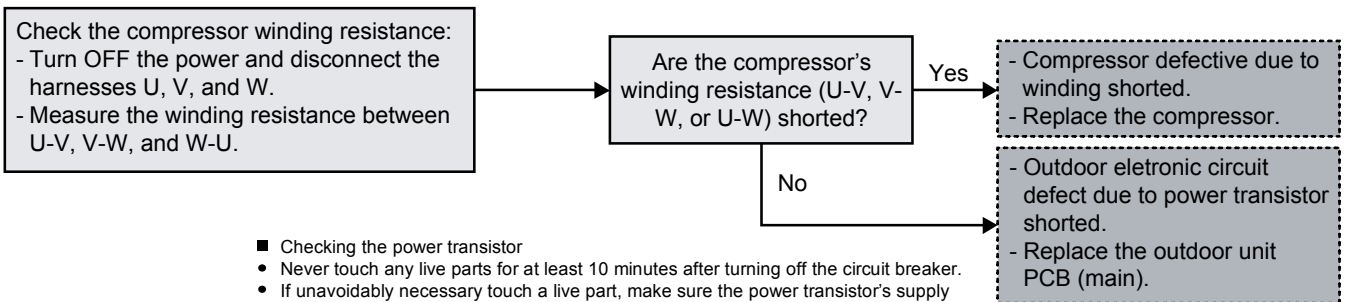 Check the compressor winding resistance:
- Turn OFF the power and disconnect the
harnesses U, V, and W.
- Measure the winding resistance between
U-V, V-W, and W-U.
Are the compressor's
winding resistance (U-V, V-
W, or U-W) shorted?
Yes
- Compressor defective due to
winding shorted.
- Replace the compressor.
No
- Outdoor eletronic circuit
defect due to power transistor
shorted.
- Replace the outdoor unit
PCB (main).
■ Checking the power transistor
• Never touch any live parts for at least 10 minutes after turning off the circuit breaker.
• If unavoidably necessary touch a live part, make sure the power transistor's supply